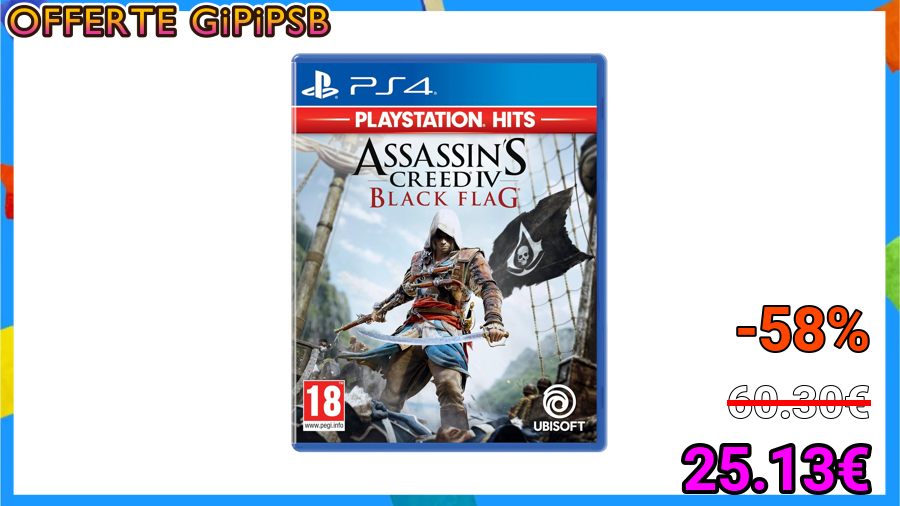 OFFERTE GiPiPSB
PS4
PLAYSTATION HITS
ASSASSIN'S
CREED IV
BLACK FLAG
18
www.pegi.info
UBISOFT
-58%
60.30€
25.13€